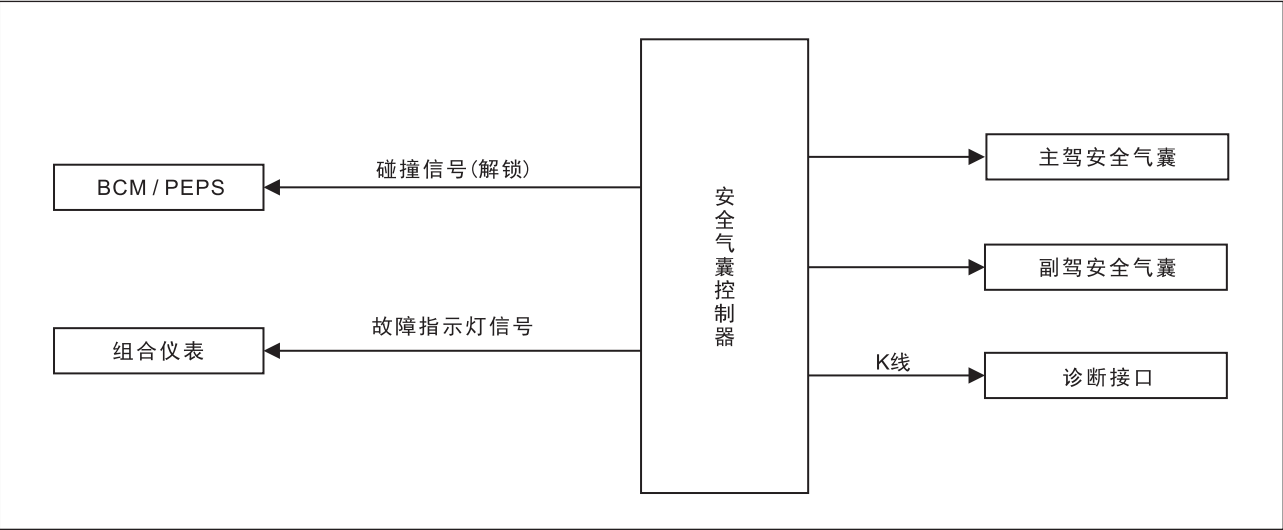 碰撞信号(解锁)
BCM / PEPS
故障指示灯信号
组合仪表
安全气囊控制器
主驾安全气囊
副驾安全气囊
K线
诊断接口